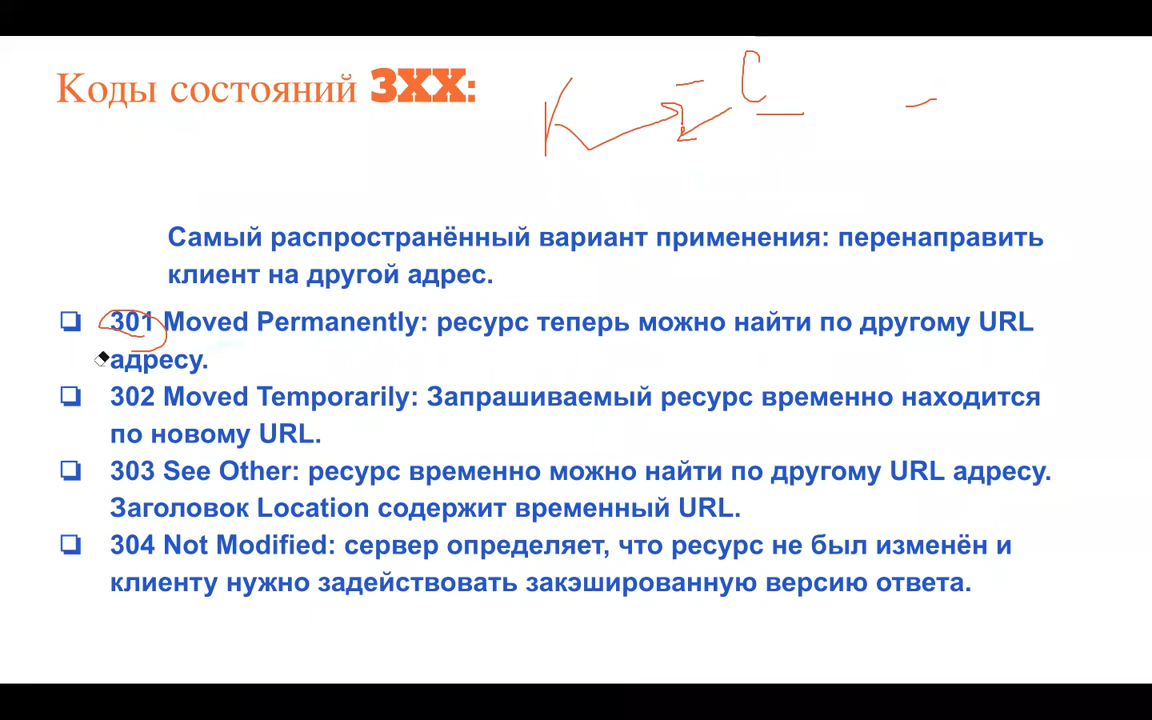 Коды состояний 3XX:
К С
Самый распространённый вариант применения: перенаправить
клиент на другой адрес.
301 Moved Permanently: ресурс теперь можно найти по другому URL
адресу.
302 Moved Temporarily: Запрашиваемый ресурс временно находится
по новому URL.
303 See Other: ресурс временно можно найти по другому URL адресу.
Заголовок Location содержит временный URL.
304 Not Modified: сервер определяет, что ресурс не был изменён и
клиенту нужно задействовать закэшированную версию ответа.